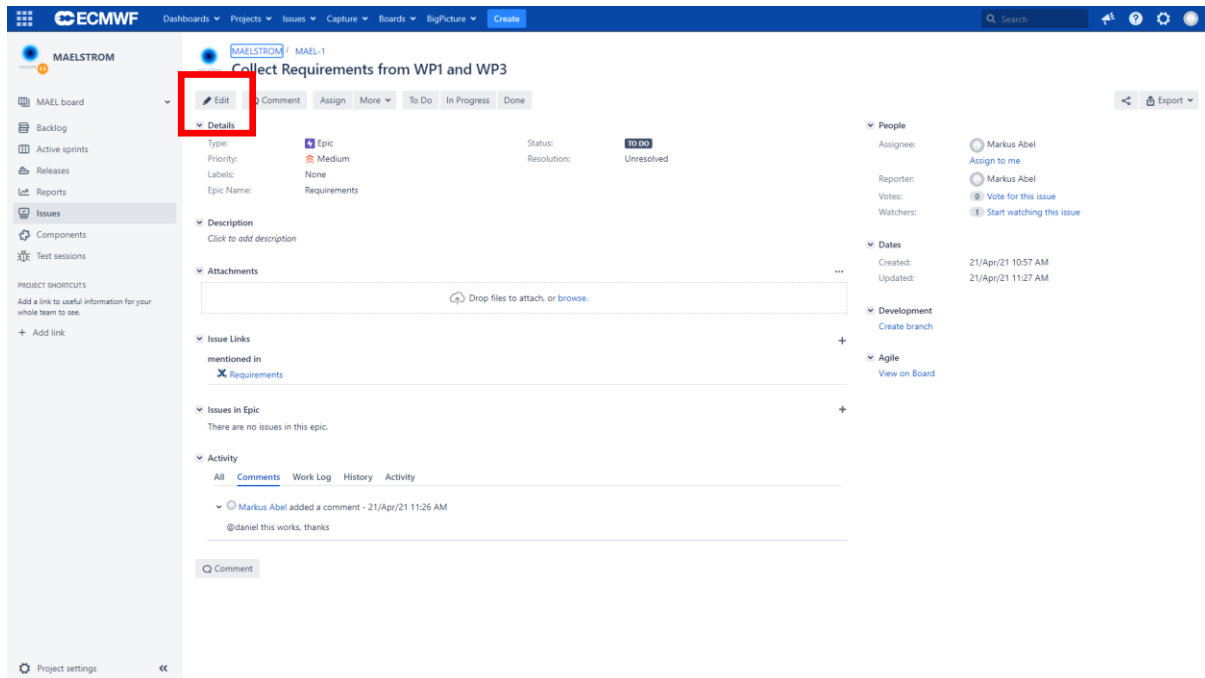 ECMWF Dashboards Projects Issues Capture Boards BigPicture Create Search
MAELSTROM
MAEL board
Backlog
Active sprints
Releases
Reports
Issues
Components
Test sessions
PROJECT SHORTCUTS
Add a link to useful information for your
whole team to see.
+ Add link
Project settings
MAELSTROM / MAEL-1
Collect Requirements from WP1 and WP3
Edit Comment Assign More To Do In Progress Done Export
Details
Type: Epic Status: TO DO
Priority: Medium Resolution: Unresolved
Labels: None
Epic Name: Requirements
Description
Click to add description
Attachments
Drop files to attach, or browse.
Issue Links
mentioned in
Requirements
Issues in Epic
There are no issues in this epic.
Activity
All Comments Work Log History Activity
Markus Abel added a comment - 21/Apr/21 11:26 AM
@daniel this works, thanks
Comment
People
Assignee: Markus Abel
Assign to me
Reporter: Markus Abel
Votes: 0 Vote for this issue
Watchers: 1 Start watching this issue
Dates
Created: 21/Apr/21 10:57 AM
Updated: 21/Apr/21 11:27 AM
Development
Create branch
Agile
View on Board